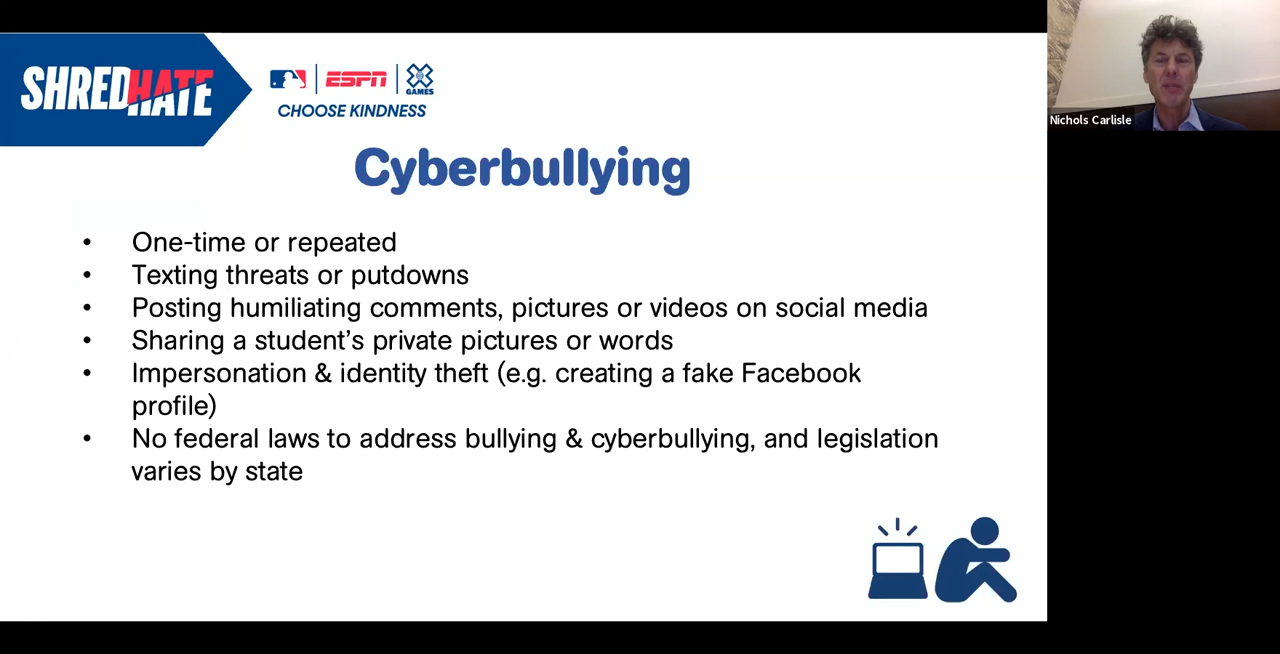 SHREDHATE
ESPN
X GAMES
CHOOSE KINDNESS
Nichols Carlisle
Cyberbullying
• One-time or repeated
• Texting threats or putdowns
• Posting humiliating comments, pictures or videos on social media
• Sharing a student’s private pictures or words
• Impersonation & identity theft (e.g. creating a fake Facebook
profile)
• No federal laws to address bullying & cyberbullying, and legislation
varies by state